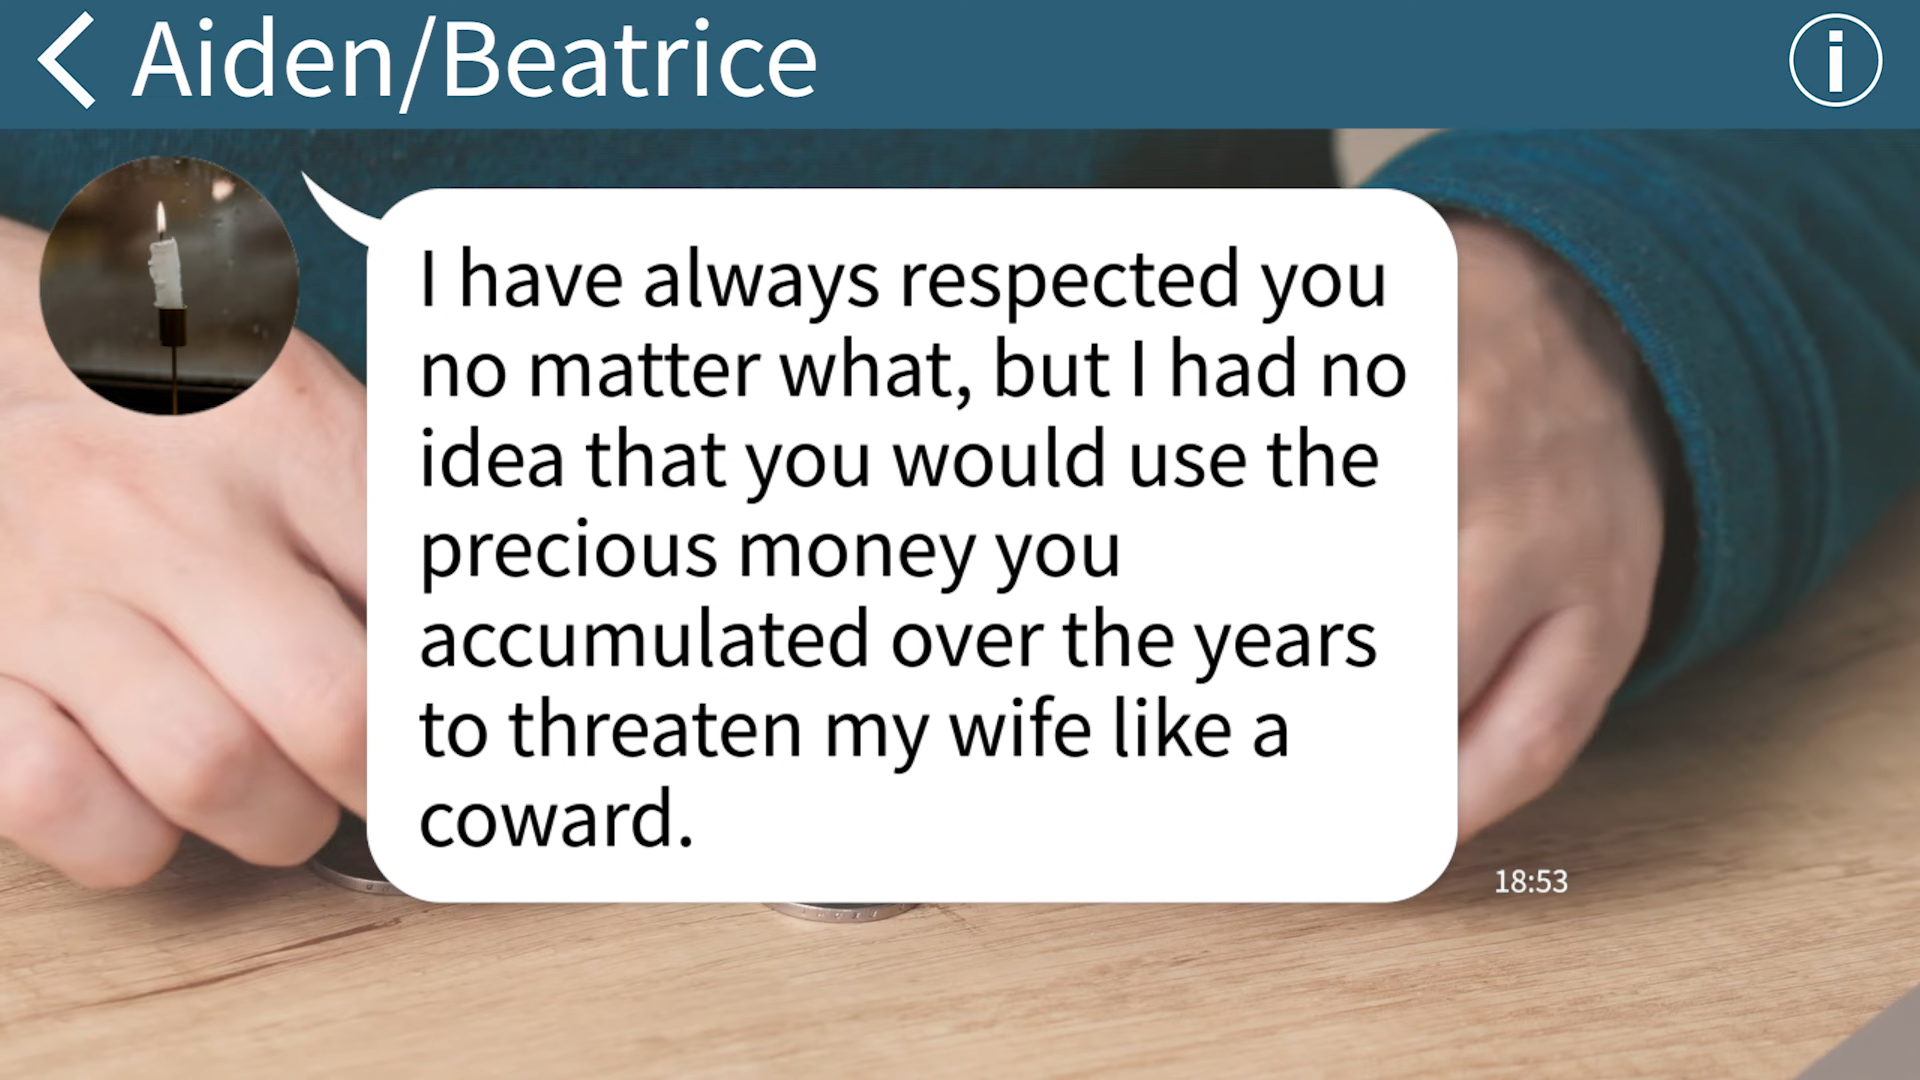 Aiden/Beatrice
I have always respected you
no matter what, but I had no
idea that you would use the
precious money you
accumulated over the years
to threaten my wife like a
coward.
18:53